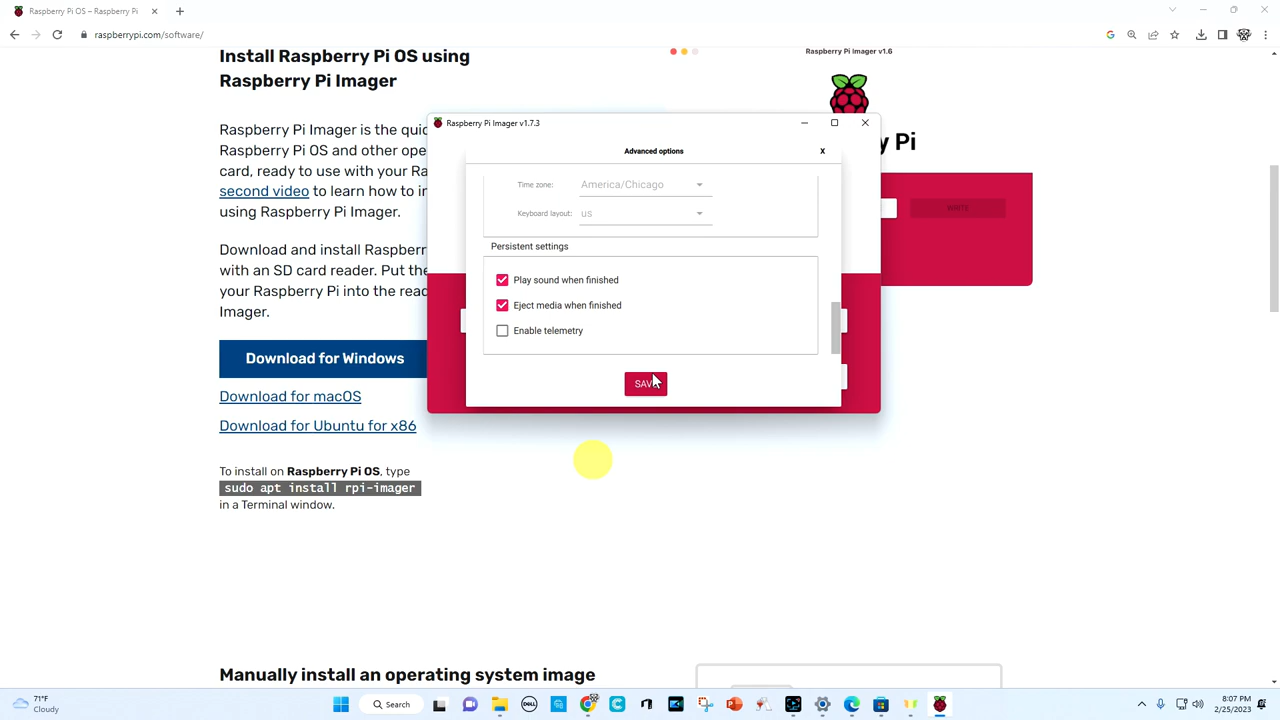 Raspberry Pi OS – Raspberry Pi
raspberrypi.com/software/
Install Raspberry Pi OS using
Raspberry Pi Imager
Raspberry Pi Imager v1.6
Raspberry Pi Imager is the quic
Raspberry Pi OS and other ope
card, ready to use with your Ra
second video to learn how to in
using Raspberry Pi Imager.
y Pi
WRITE
Download and install Raspberr
with an SD card reader. Put the
your Raspberry Pi into the read
Imager.
Download for Windows
Download for macOS
Download for Ubuntu for x86
To install on Raspberry Pi OS, type
sudo apt install rpi-imager
in a Terminal window.
Raspberry Pi Imager v1.7.3
Advanced options
X
Time zone: America/Chicago
Keyboard layout: us
Persistent settings
Play sound when finished
Eject media when finished
Enable telemetry
SAV
Manually install an operating system image
71°F
Cloudy
Search
8:07 PM
2/25/2023